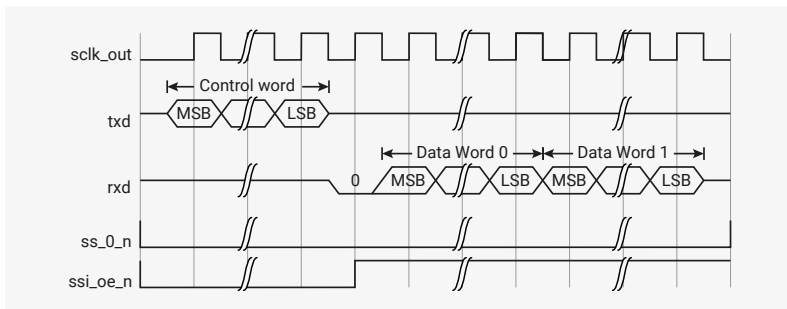 sclk_out
Control word
txd MSB LSB
Data Word 0 Data Word 1
rxd 0 MSB LSB MSB LSB
ss_0_n
ssi_oe_n